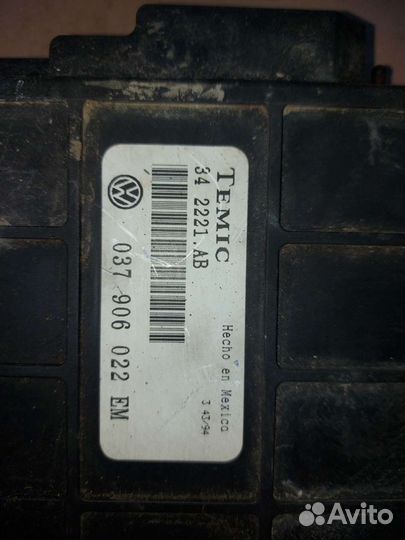 TEMIC
34 2221.AB
Hecho en Mexico
3 43/94
037 906 022 EM
Avito